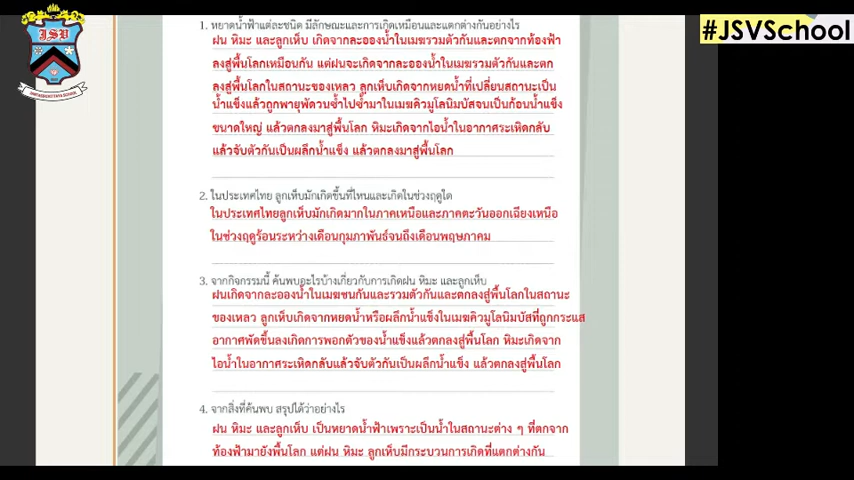 #JSVSchool
JSV
1. หยาดน้ำฟ้าแต่ละชนิด มีลักษณะและการเกิดเหมือนและแตกต่างกันอย่างไร
ฝน หิมะ และลูกเห็บ เกิดจากละอองน้ำในเมฆรวมตัวกันและตกจากท้องฟ้า
ลงสู่พื้นโลกเหมือนกัน แต่ฝนจะเกิดจากละอองน้ำในเมฆรวมตัวกันและตก
ลงสู่พื้นโลกในสถานะของเหลว ลูกเห็บเกิดจากหยดน้ำที่เปลี่ยนสถานะเป็น
น้ำแข็งแล้วถูกพายุพัดวนซ้ำไปซ้ำมาในเมฆคิวมูโลนิมบัสจนเป็นก้อนน้ำแข็ง
ขนาดใหญ่ แล้วตกลงมาสู่พื้นโลก หิมะเกิดจากไอน้ำในอากาศระเหิดกลับ
แล้วจับตัวกันเป็นผลึกน้ำแข็ง แล้วตกลงมาสู่พื้นโลก
2. ในประเทศไทย ลูกเห็บมักเกิดขึ้นที่ไหนและเกิดในช่วงฤดูใด
ในประเทศไทยลูกเห็บมักเกิดมากในภาคเหนือและภาคตะวันออกเฉียงเหนือ
ในช่วงฤดูร้อนระหว่างเดือนกุมภาพันธ์จนถึงเดือนพฤษภาคม
3. จากกิจกรรมนี้ ค้นพบอะไรบ้างเกี่ยวกับการเกิดฝน หิมะ และลูกเห็บ
ฝนเกิดจากละอองน้ำในเมฆชนกันและรวมตัวกันและตกลงสู่พื้นโลกในสถานะ
ของเหลว ลูกเห็บเกิดจากหยดน้ำหรือผลึกน้ำแข็งในเมฆคิวมูโลนิมบัสที่ถูกกระแส
อากาศพัดขึ้นลงเกิดการพอกตัวของน้ำแข็งแล้วตกลงสู่พื้นโลก หิมะเกิดจาก
ไอน้ำในอากาศระเหิดกลับแล้วจับตัวกันเป็นผลึกน้ำแข็ง แล้วตกลงสู่พื้นโลก
4. จากสิ่งที่ค้นพบ สรุปได้ว่าอย่างไร
ฝน หิมะ และลูกเห็บ เป็นหยาดน้ำฟ้าเพราะเป็นน้ำในสถานะต่าง ๆ ที่ตกจาก
ท้องฟ้ามายังพื้นโลก แต่ฝน หิมะ ลูกเห็บมีกระบวนการเกิดที่แตกต่างกัน